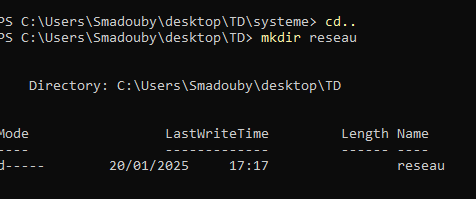 PS C:\Users\Smadouby\desktop\TD\systeme> cd..
PS C:\Users\Smadouby\desktop\TD> mkdir reseau
Directory: C:\Users\Smadouby\desktop\TD
Mode LastWriteTime Length Name
---- ------------- ------ ----
d----- 20/01/2025 17:17 reseau